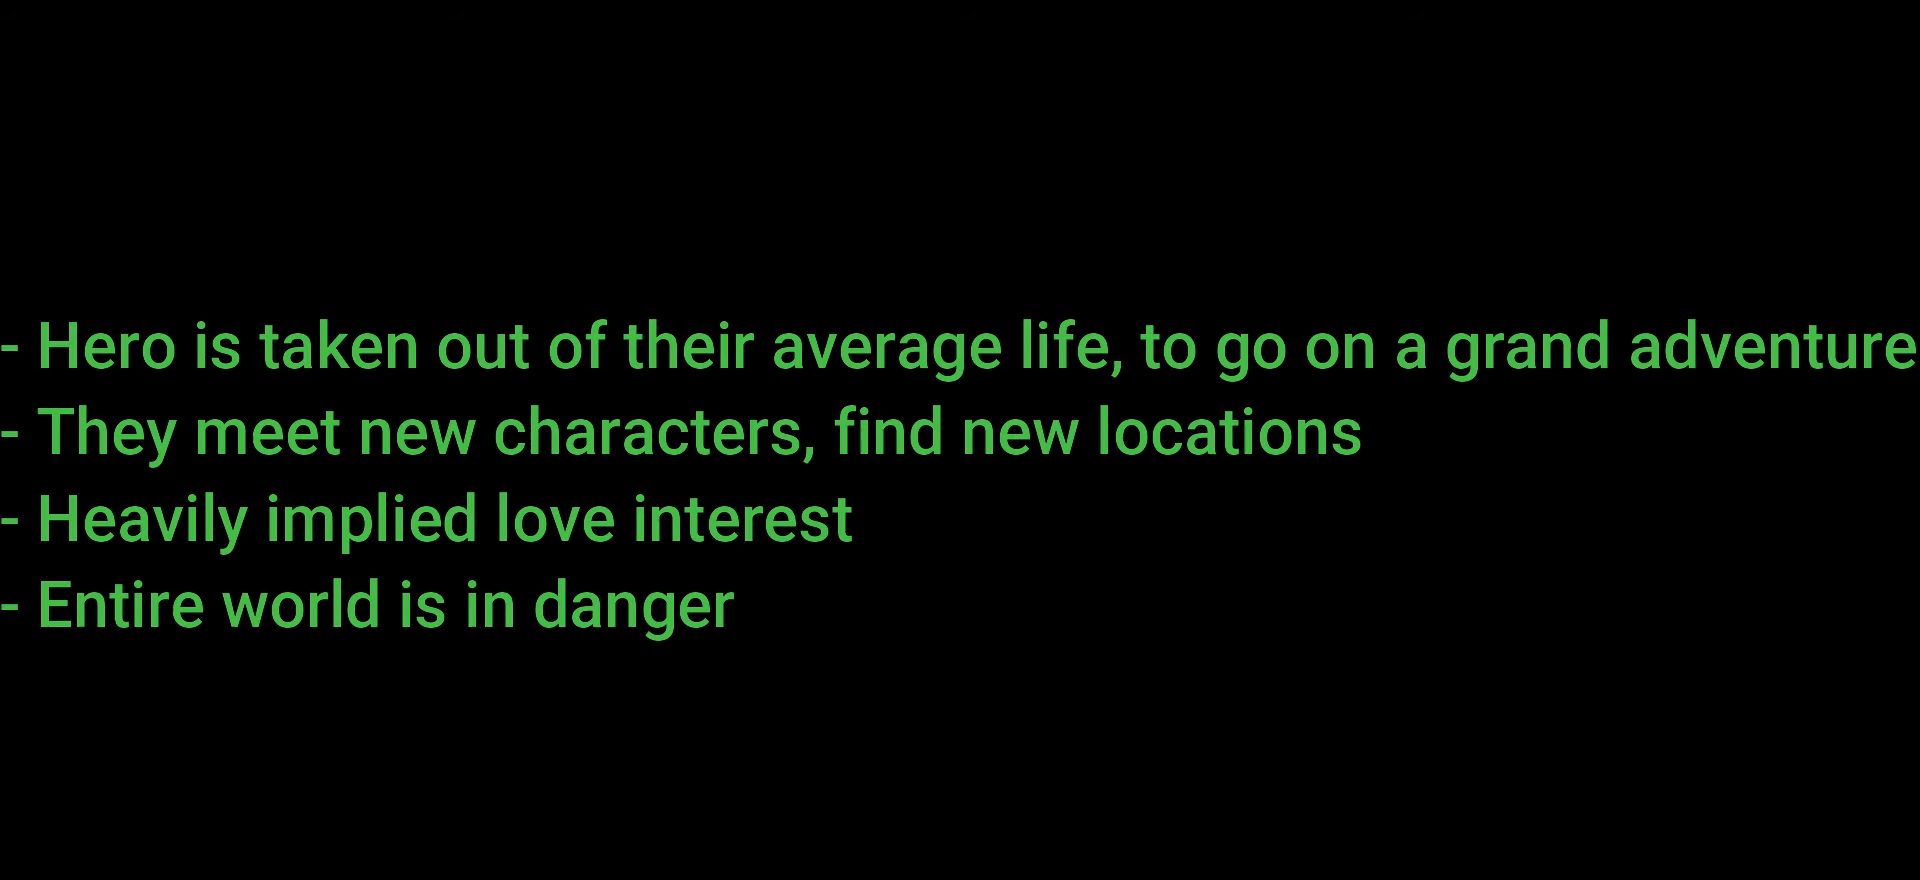 - Hero is taken out of their average life, to go on a grand adventure
- They meet new characters, find new locations
- Heavily implied love interest
- Entire world is in danger